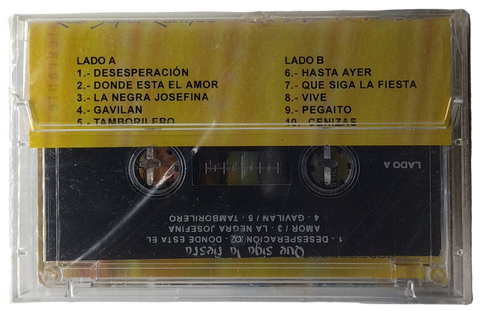 LADO A
1.- DESESPERACIÓN
2.- DONDE ESTA EL AMOR
3.- LA NEGRA JOSEFINA
4.- GAVILAN
5.- TAMBORILERO
LADO B
6.- HASTA AYER
7.- QUE SIGA LA FIESTA
8.- VIVE
9.- PEGAITO
10.- CENIZAS
LADO A
Que siga la fiesta
1 - DESESPERACIÓN / 2 - DONDE ESTA EL
AMOR / 3 - LA NEGRA JOSEFINA
4 - GAVILAN / 5 - TAMBORILERO